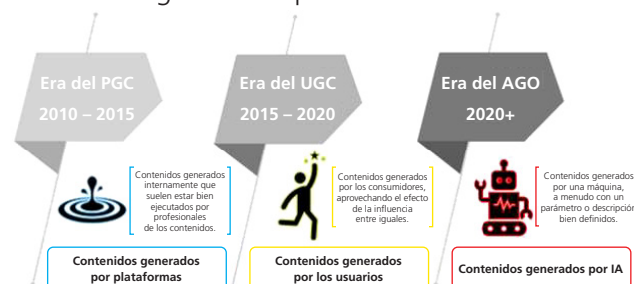 Era del PGC
2010 – 2015
Era del UGC
2015 – 2020
Era del AGO
2020+
Contenidos generados
internamente que
suelen estar bien
ejecutados por
profesionales
de los contenidos.
Contenidos generados
por los consumidores,
aprovechando el efecto
de la influencia
entre iguales.
Contenidos generados
por una máquina,
a menudo con un
parámetro o descripción
bien definidos.
Contenidos generados
por plataformas
Contenidos generados
por los usuarios
Contenidos generados por IA